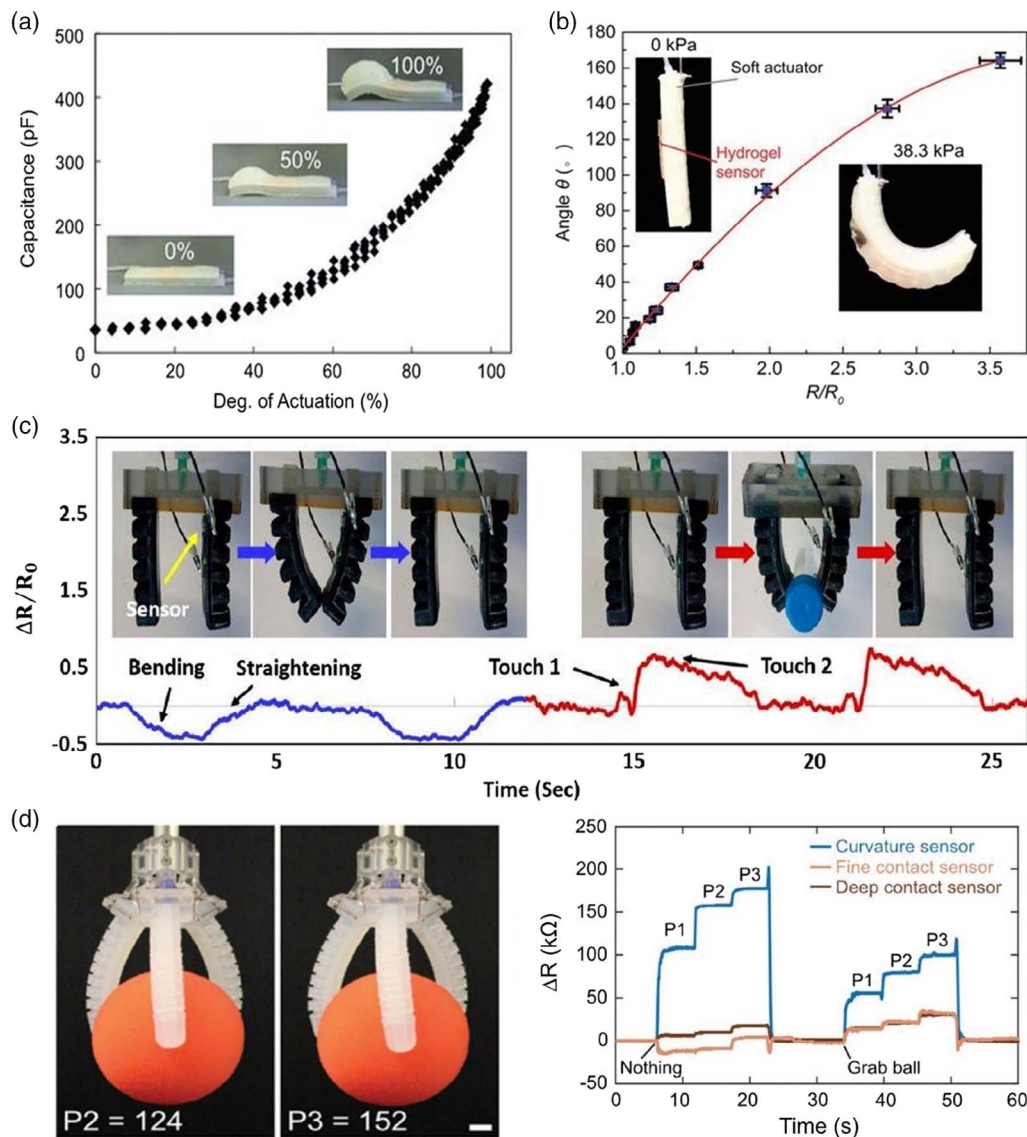 (a)
500
400
300
200
100
0
Capacitance (pF)
100%
50%
0%
0 20 40 60 80 100
Deg. of Actuation (%)
(b)
180
160
140
120
100
80
60
40
20
0
Angle θ (。)
0 kPa
Soft actuator
Hydrogel
sensor
38.3 kPa
1.0 1.5 2.0 2.5 3.0 3.5
R/R₀
(c)
3.5
2.5
1.5
0.5
-0.5
ΔR/R₀
Sensor
Bending
Straightening
Touch 1
Touch 2
0 5 10 15 20 25
Time (Sec)
(d)
P2 = 124
P3 = 152
250
200
150
100
50
0
-50
ΔR (kΩ)
Curvature sensor
Fine contact sensor
Deep contact sensor
P1
P2
P3
P1
P2
P3
Nothing
Grab ball
0 10 20 30 40 50 60
Time (s)